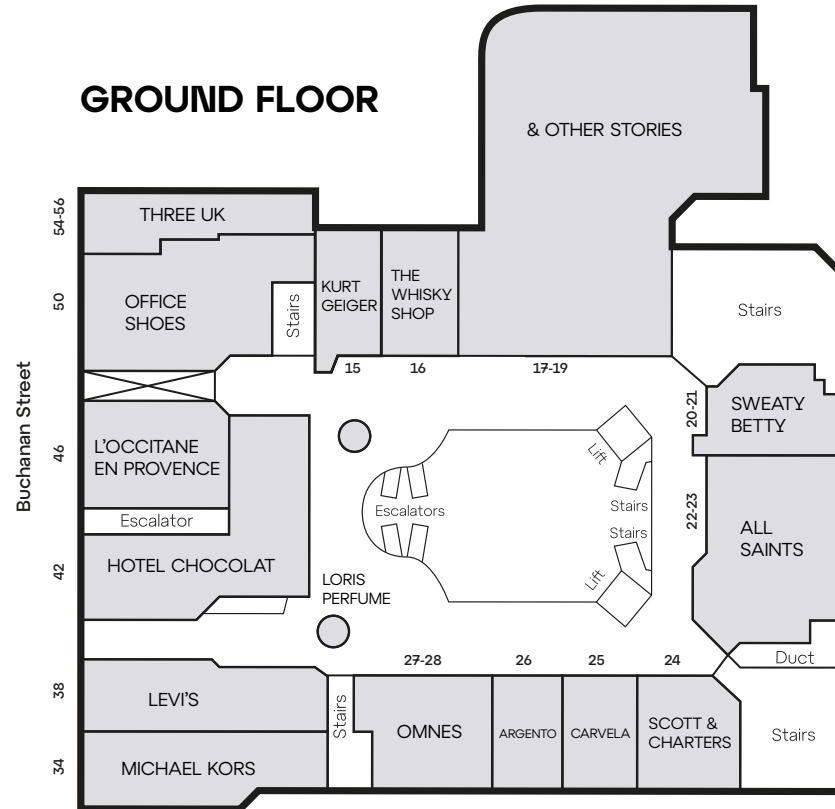 GROUND FLOOR
& OTHER STORIES
54-56
THREE UK
50
OFFICE
SHOES
Stairs
KURT
GEIGER
THE
WHISKY
SHOP
Stairs
15
16
17-19
Buchanan Street
20-21
SWEATY
BETTY
46
L'OCCITANE
EN PROVENCE
Lift
Escalators
Stairs
Stairs
22-23
ALL
SAINTS
Escalator
42
HOTEL CHOCOLAT
LORIS
PERFUME
Lift
27-28
26
25
24
Duct
38
LEVI'S
Stairs
OMNES
ARGENTO
CARVELA
SCOTT &
CHARTERS
Stairs
34
MICHAEL KORS